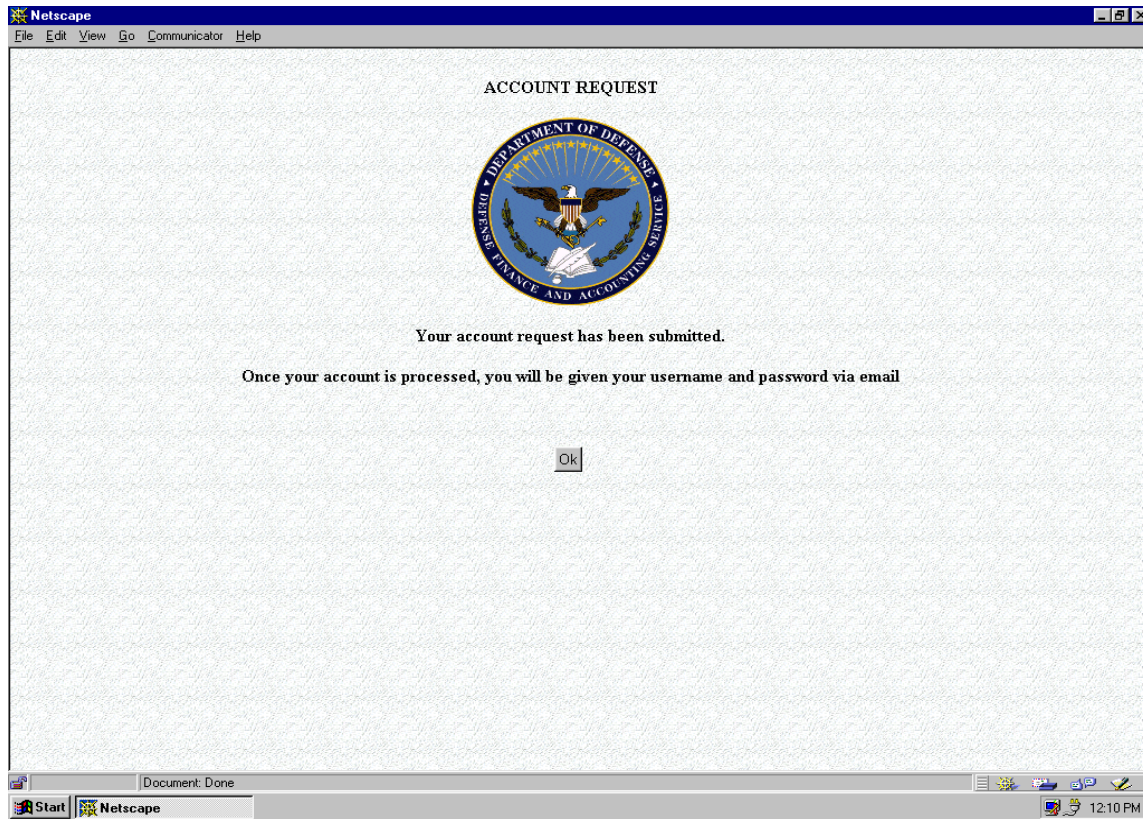 Netscape
File Edit View Go Communicator Help
ACCOUNT REQUEST
DEPARTMENT OF DEFENSE
DEFENSE FINANCE AND ACCOUNTING SERVICE
Your account request has been submitted.
Once your account is processed, you will be given your username and password via email
Ok
Document: Done
Start Netscape 12:10 PM